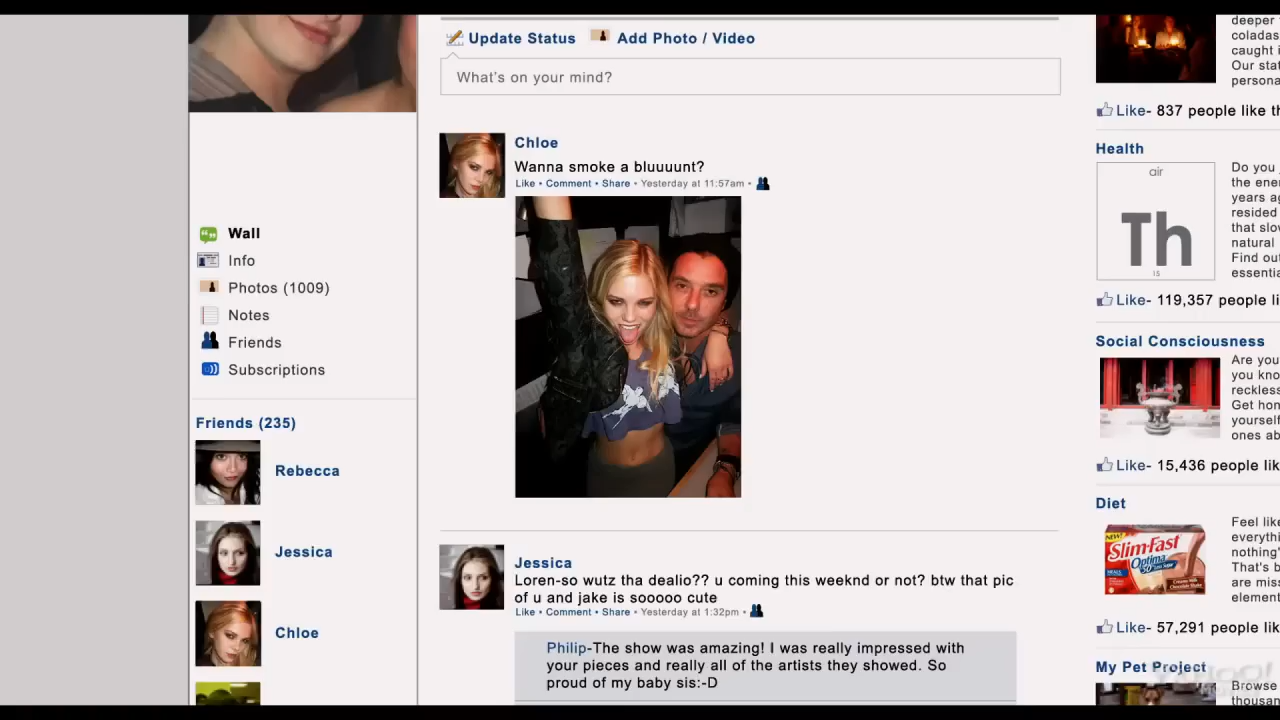 Update Status
Add Photo / Video
What's on your mind?
Chloe
Wanna smoke a bluuuunt?
Like • Comment • Share • Yesterday at 11:57am •
Wall
Info
Photos (1009)
Notes
Friends
Subscriptions
Friends (235)
Rebecca
Jessica
Chloe
Jessica
Loren-so wutz tha dealio?? u coming this weeknd or not? btw that pic
of u and jake is sooooo cute
Like • Comment • Share • Yesterday at 1:32pm •
Philip-The show was amazing! I was really impressed with
your pieces and really all of the artists they showed. So
proud of my baby sis:-D
deeper
coladas
caught i
Our stat
persona
Like- 837 people like th
Health
air
Th
15
Do you
the ener
years ag
resided
that slow
natural
Find out
essentia
Like- 119,357 people li
Social Consciousness
Are you
you kno
reckless
Get hon
yourself
ones ab
Like- 15,436 people lik
Diet
NEW!
Slim-Fast
Optima
Feel like
everythi
nothing'
That's b
are miss
element
Like- 57,291 people lik
My Pet Project
Browse
thousan
YAHOO!